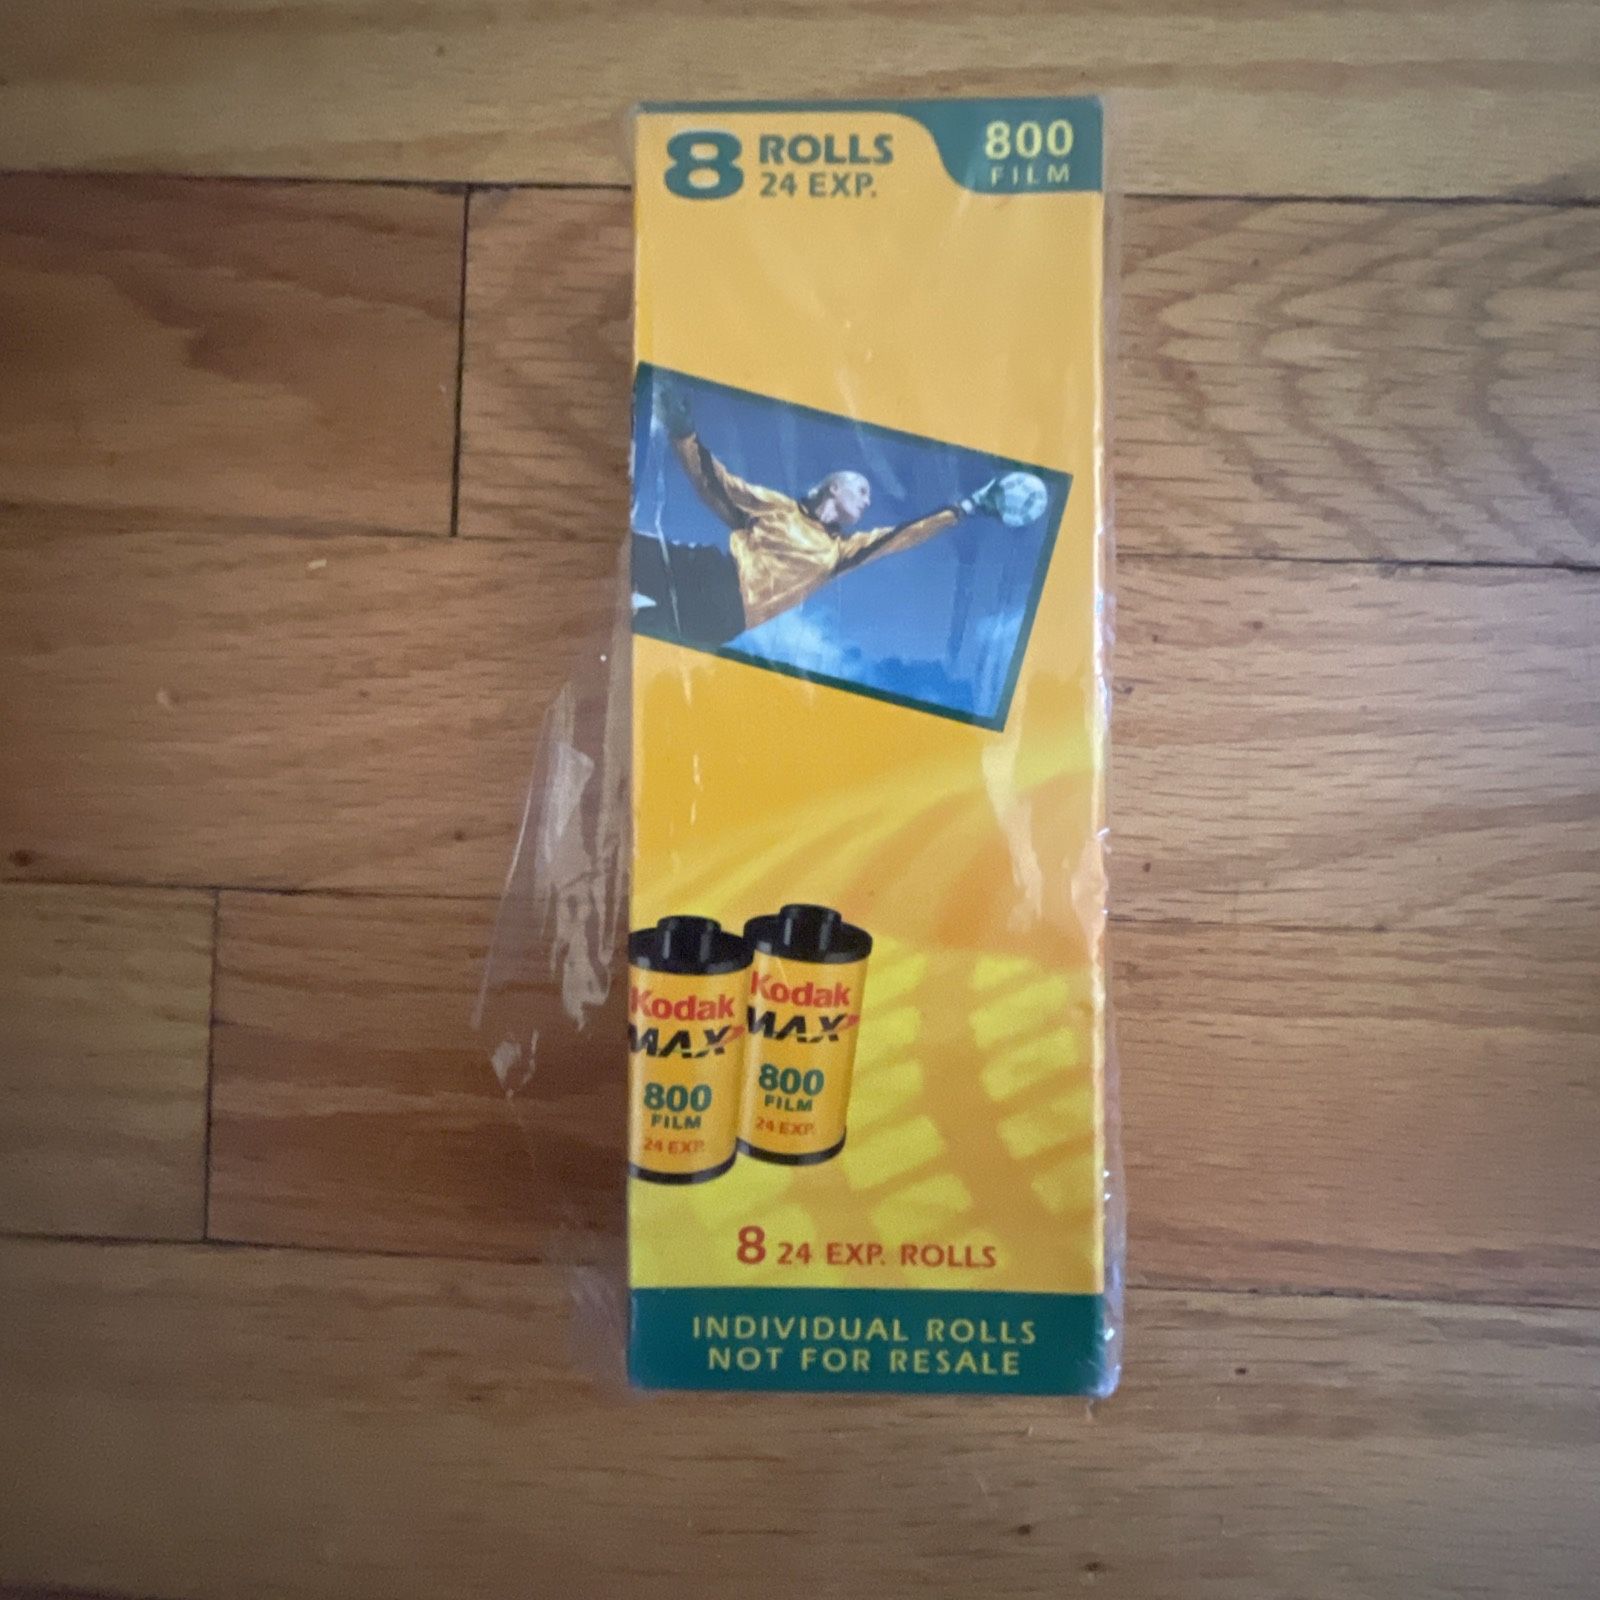 8 ROLLS
24 EXP.
800
FILM
Kodak
MAX
800
FILM
24 EXP.
Kodak
MAX
800
FILM
24 EXP.
8 24 EXP. ROLLS
INDIVIDUAL ROLLS
NOT FOR RESALE